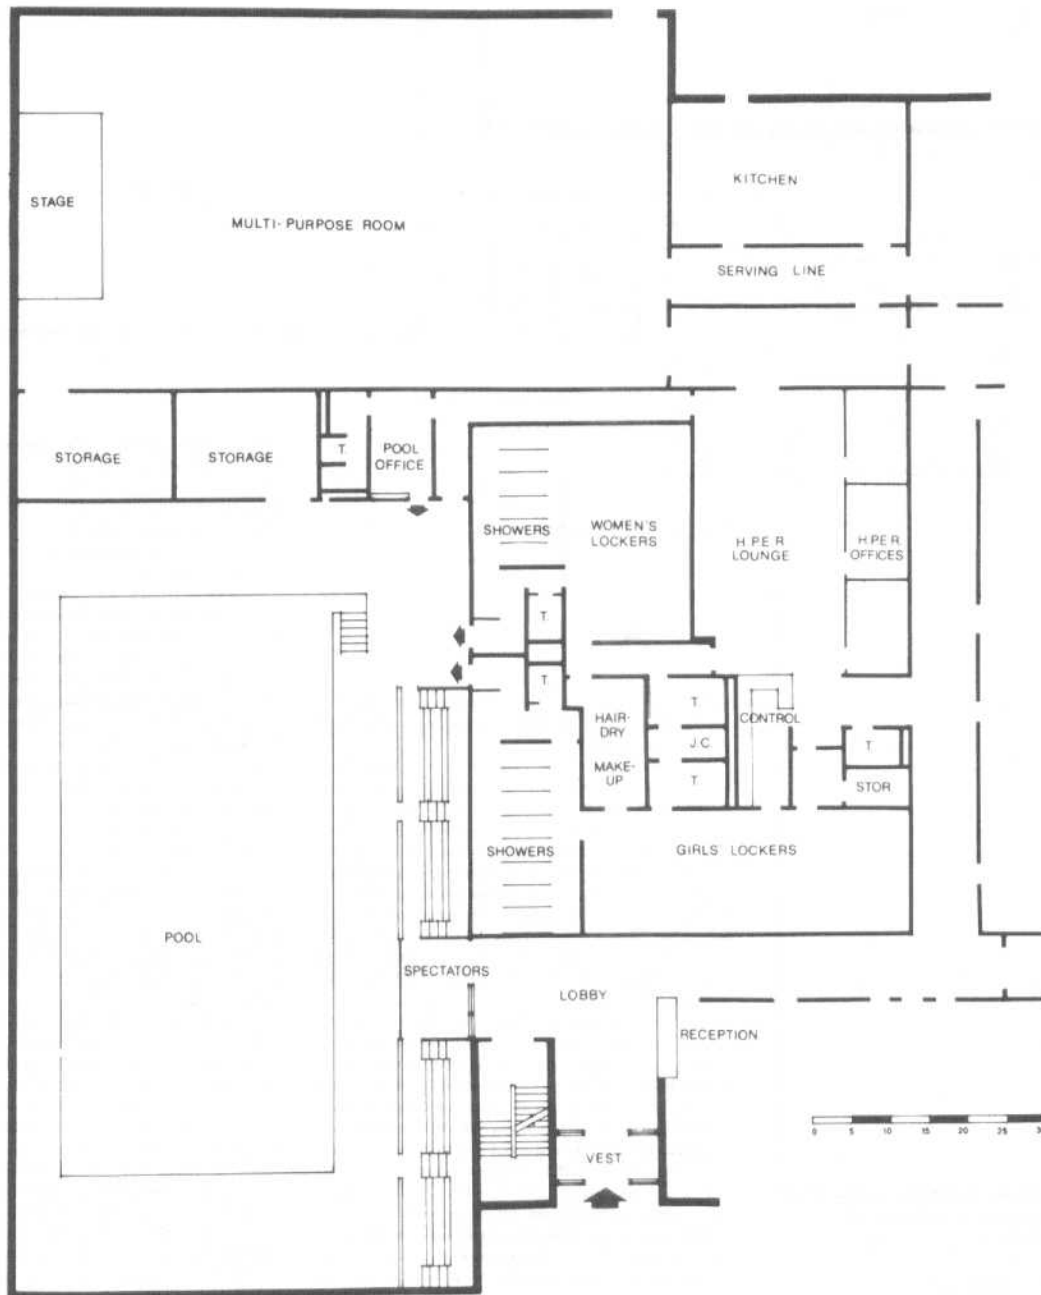 KITCHEN
STAGE
MULTI-PURPOSE ROOM
SERVING LINE
STORAGE
STORAGE
T.
POOL
OFFICE
SHOWERS
WOMEN'S
LOCKERS
H.P.E.R
LOUNGE
H.P.E.R
OFFICES
T.
T.
HAIR-
DRY
MAKE-
UP
T.
J.C.
T.
CONTROL
T.
STOR
SHOWERS
GIRLS' LOCKERS
POOL
SPECTATORS
LOBBY
RECEPTION
VEST
0 5 10 15 20 25 30